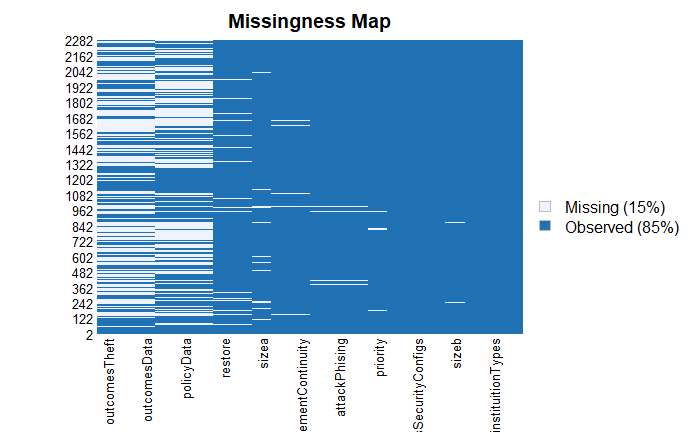 Missingness Map
2282
2162
2042
1922
1802
1682
1562
1442
1322
1202
1082
962
842
722
602
482
362
242
122
2
Missing (15%)
Observed (85%)
outcomesTheft
outcomesData
policyData
restore
sizea
ementContinuity
attackPhising
priority
sSecurityConfigs
sizeb
instituitionTypes